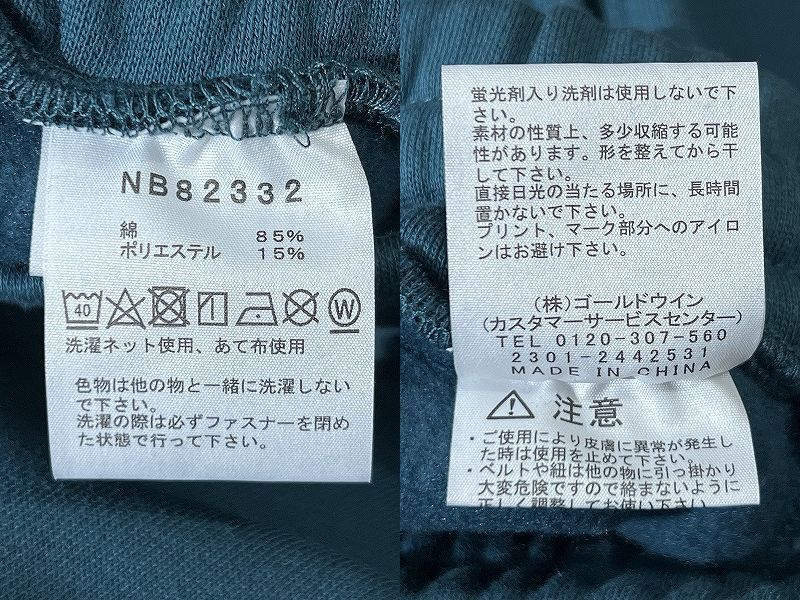 NB82332
綿 85%
ポリエステル 15%
40 W
洗濯ネット使用、あて布使用
色物は他の物と一緒に洗濯しない
で下さい。
洗濯の際は必ずファスナーを閉め
た状態で行って下さい。
蛍光剤入り洗剤は使用しないで下
さい。
素材の性質上、多少収縮する可能
性があります。形を整えてから干
して下さい。
直接日光の当たる場所に、長時間
置かないで下さい。
プリント、マーク部分へのアイロ
ンはお避け下さい。
(株)ゴールドウイン
(カスタマーサービスセンター)
TEL 0120-307-560
2301-2442531
MADE IN CHINA
注意
・ご使用により皮膚に異常が発生し
た時は使用を止めて下さい。
・ベルトや紐は他の物に引っ掛かり
大変危険ですので絡まないように
正しく調整してお使い下さい